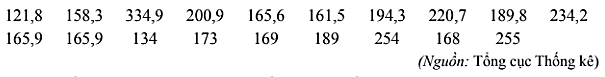 121,8 158,3 334,9 200,9 165,6 161,5 194,3 220,7 189,8 234,2
165,9 165,9 134 173 169 189 254 168 255
(Nguồn: Tổng cục Thống kê)